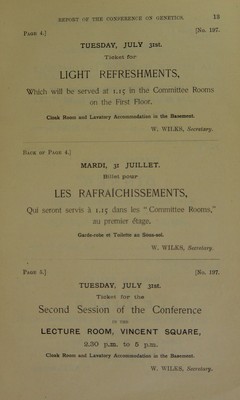 REPORT OF THE CONFERENCE ON GENETICS. 13
PAGE 4.] [No. 197.
TUESDAY, JULY 31st.
Ticket for
LIGHT REFRESHMENTS,
Which will be served at 1.15 in the Committee Rooms
on the First Floor.
Cloak Room and Lavatory Accommodation in the Basement.
W. WILKS, Secretary.
BACK OF PAGE 4.]
MARDI, 31 JUILLET.
Billet pour
LES RAFRAÎCHISSEMENTS,
Qui seront servis à 1.15 dans les “Committee Rooms,”
au premier étage.
Garde-robe et Toilette au Sous-sol.
W. WILKS, Secretary.
PAGE 5.] [No. 197.
TUESDAY, JULY 31st.
Ticket for the
Second Session of the Conference
IN THE
LECTURE ROOM, VINCENT SQUARE,
2.30 p.m. to 5 p.m.
Cloak Room and Lavatory Accommodation in the Basement.
W. WILKS, Secretary.